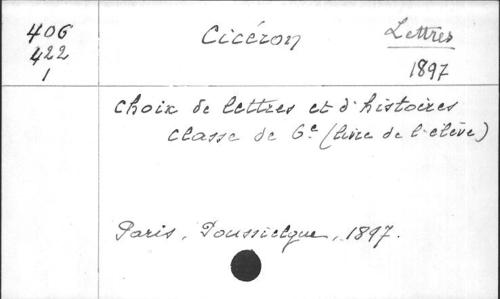 406
422
1
Cicéron
Lettres
1897
Choix de lettres et d'histoires
classe de 6e (livre de l'élève)
Paris, Poussielgue, 1897.